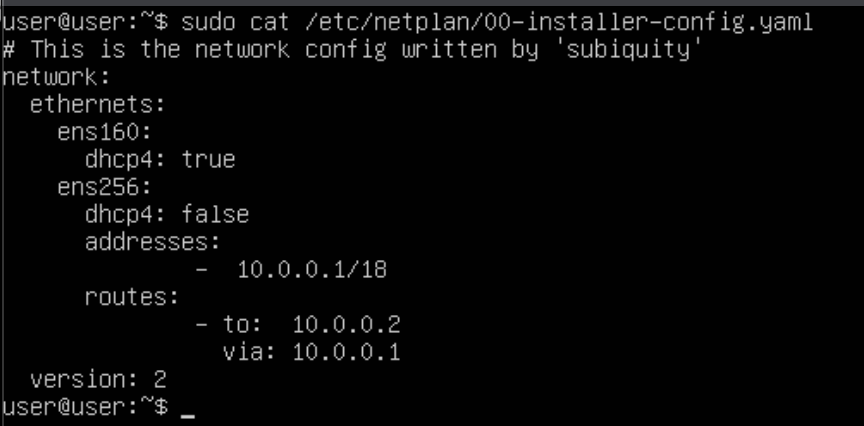 user@user:~$ sudo cat /etc/netplan/00-installer-config.yaml
# This is the network config written by 'subiquity'
network:
  ethernets:
    ens160:
      dhcp4: true
    ens256:
      dhcp4: false
      addresses:
              -  10.0.0.1/18
      routes:
              - to:  10.0.0.2
                via: 10.0.0.1
  version: 2
user@user:~$ _